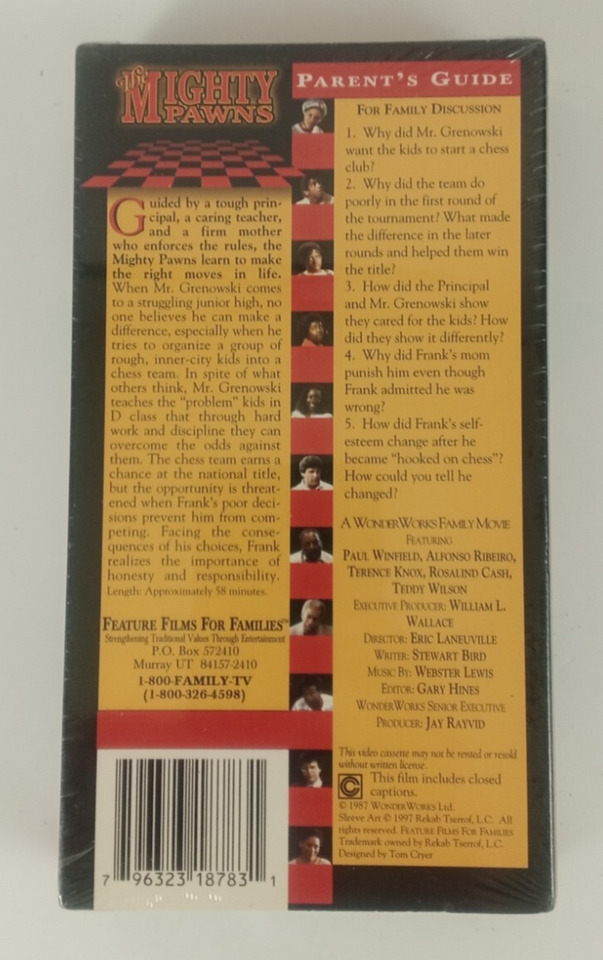 The
MIGHTY
PAWNS
Guided by a tough prin-
cipal, a caring teacher,
and a firm mother
who enforces the rules, the
Mighty Pawns learn to make
the right moves in life.
When Mr. Grenowski comes
to a struggling junior high, no
one believes he can make a
difference, especially when he
tries to organize a group of
rough, inner-city kids into a
chess team. In spite of what
others think, Mr. Grenowski
teaches the "problem" kids in
D class that through hard
work and discipline they can
overcome the odds against
them. The chess team earns a
chance at the national title,
but the opportunity is threat-
ened when Frank's poor deci-
sions prevent him from com-
peting. Facing the conse-
quences of his choices, Frank
realizes the importance of
honesty and responsibility.
Length: Approximately 58 minutes.
FEATURE FILMS FOR FAMILIES™
Strengthening Traditional Values Through Entertainment
P.O. Box 572410
Murray UT 84157-2410
1-800-FAMILY-TV
(1-800-326-4598)
7 96323 18783 1
PARENT'S GUIDE
FOR FAMILY DISCUSSION
1. Why did Mr. Grenowski
want the kids to start a chess
club?
2. Why did the team do
poorly in the first round of
the tournament? What made
the difference in the later
rounds and helped them win
the title?
3. How did the Principal
and Mr. Grenowski show
they cared for the kids? How
did they show it differently?
4. Why did Frank's mom
punish him even though
Frank admitted he was
wrong?
5. How did Frank's self-
esteem change after he
became "hooked on chess"?
How could you tell he
changed?
A WONDERWORKS FAMILY MOVIE
FEATURING
PAUL WINFIELD, ALFONSO RIBEIRO,
TERENCE KNOX, ROSALIND CASH,
TEDDY WILSON
EXECUTIVE PRODUCER: WILLIAM L.
WALLACE
DIRECTOR: ERIC LANEUVILLE
WRITER: STEWART BIRD
MUSIC BY: WEBSTER LEWIS
EDITOR: GARY HINES
WONDERWORKS SENIOR EXECUTIVE
PRODUCER: JAY RAYVID
This video cassette may not be rented or resold
without written license.
This film includes closed
captions.
© 1987 WONDERWORKS Ltd.
Sleeve Art © 1997 Rekab Tserrof, L.C. All
rights reserved. FEATURE FILMS FOR FAMILIES
Trademark owned by Rekab Tserrof, L.C.
Designed by Tom Cryer